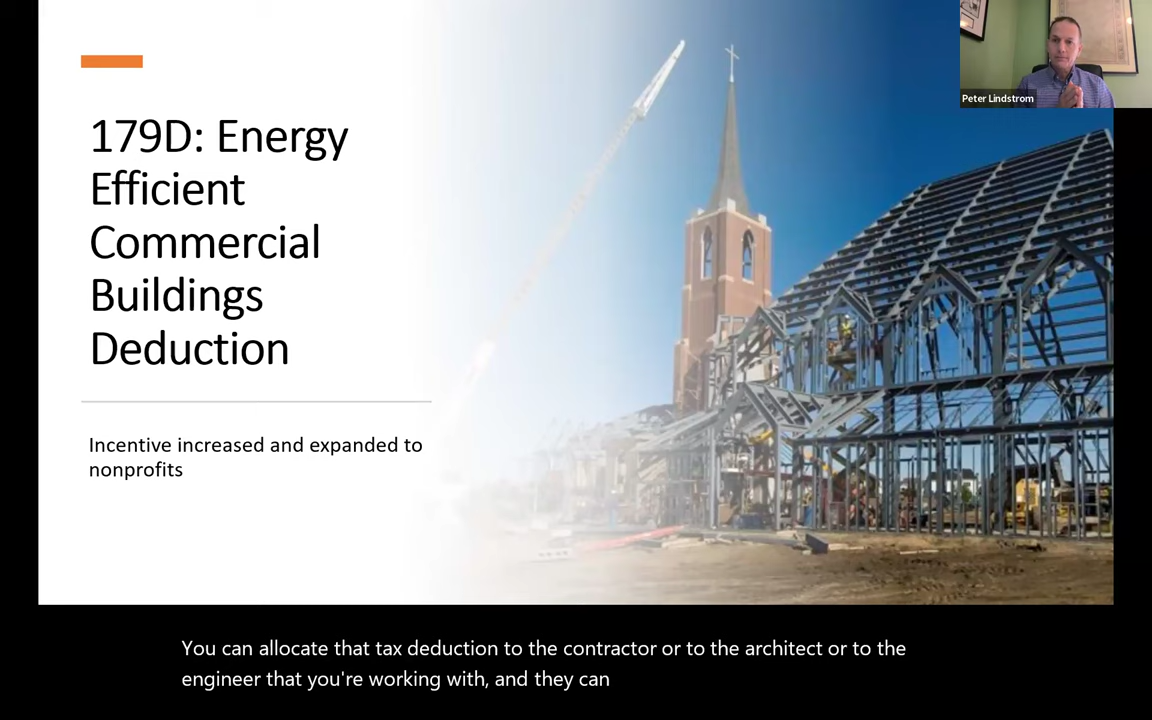 179D: Energy
Efficient
Commercial
Buildings
Deduction
Incentive increased and expanded to
nonprofits
Peter Lindstrom
You can allocate that tax deduction to the contractor or to the architect or to the
engineer that you're working with, and they can